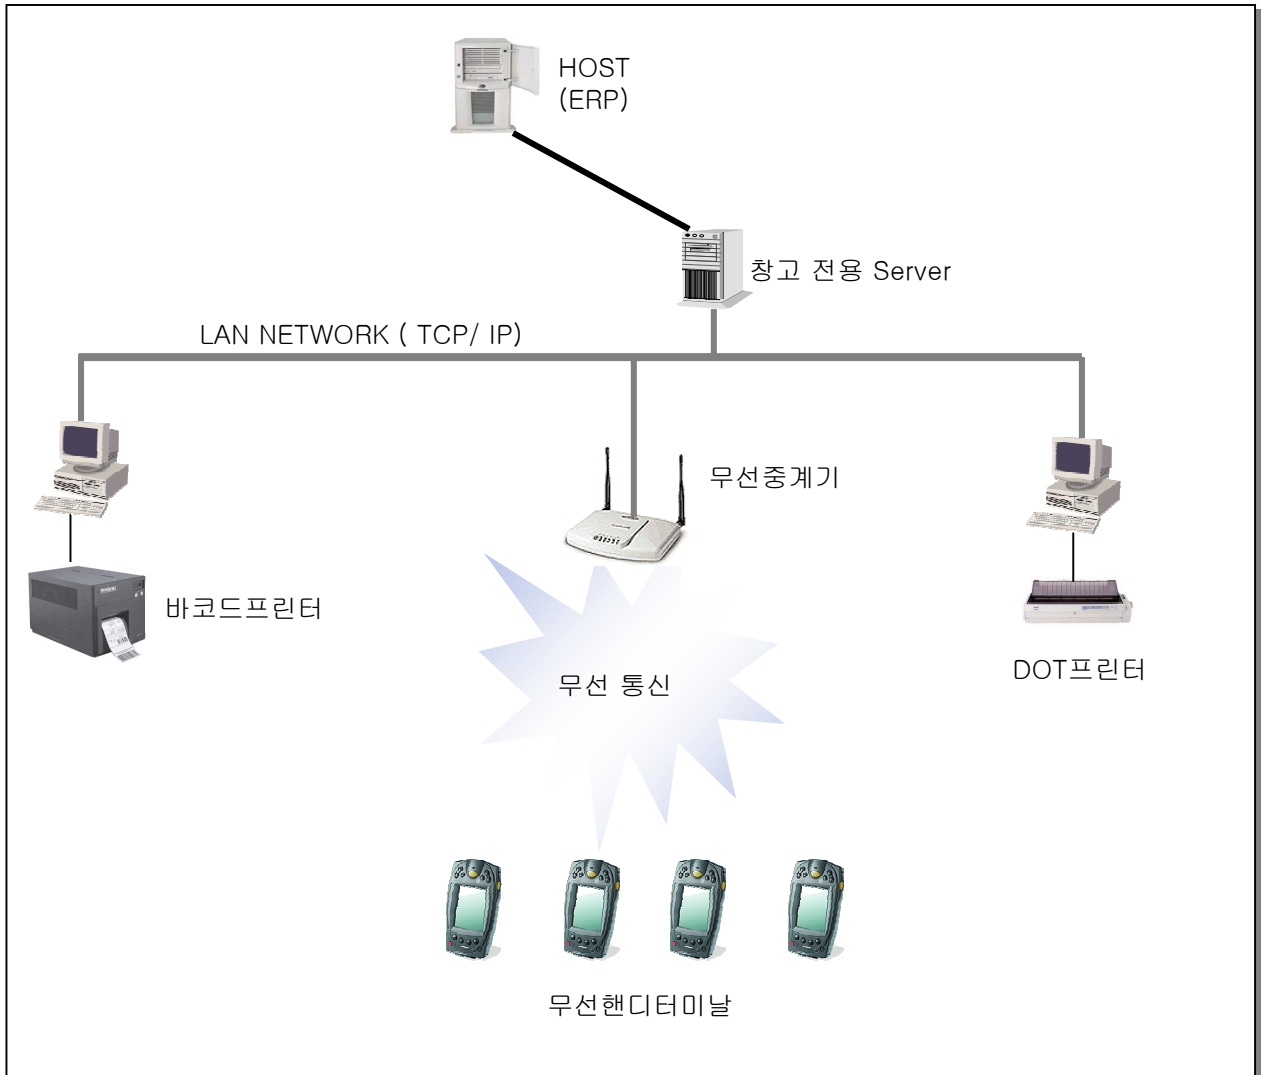 HOST
(ERP)
창고 전용 Server
LAN NETWORK ( TCP/ IP)
무선중계기
바코드프린터
무선 통신
DOT프린터
무선핸디터미날